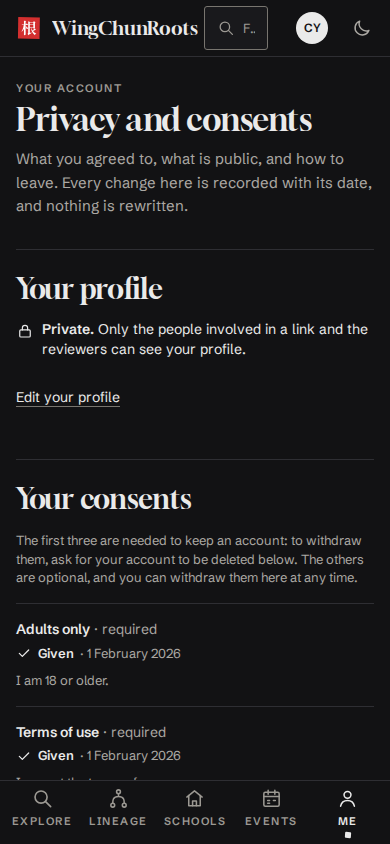 根 WingChunRoots F.. CY
YOUR ACCOUNT
Privacy and consents
What you agreed to, what is public, and how to
leave. Every change here is recorded with its date,
and nothing is rewritten.
Your profile
Private. Only the people involved in a link and the
reviewers can see your profile.
Edit your profile
Your consents
The first three are needed to keep an account: to withdraw
them, ask for your account to be deleted below. The others
are optional, and you can withdraw them here at any time.
Adults only · required
Given · 1 February 2026
I am 18 or older.
Terms of use · required
Given · 1 February 2026
EXPLORE LINEAGE SCHOOLS EVENTS ME